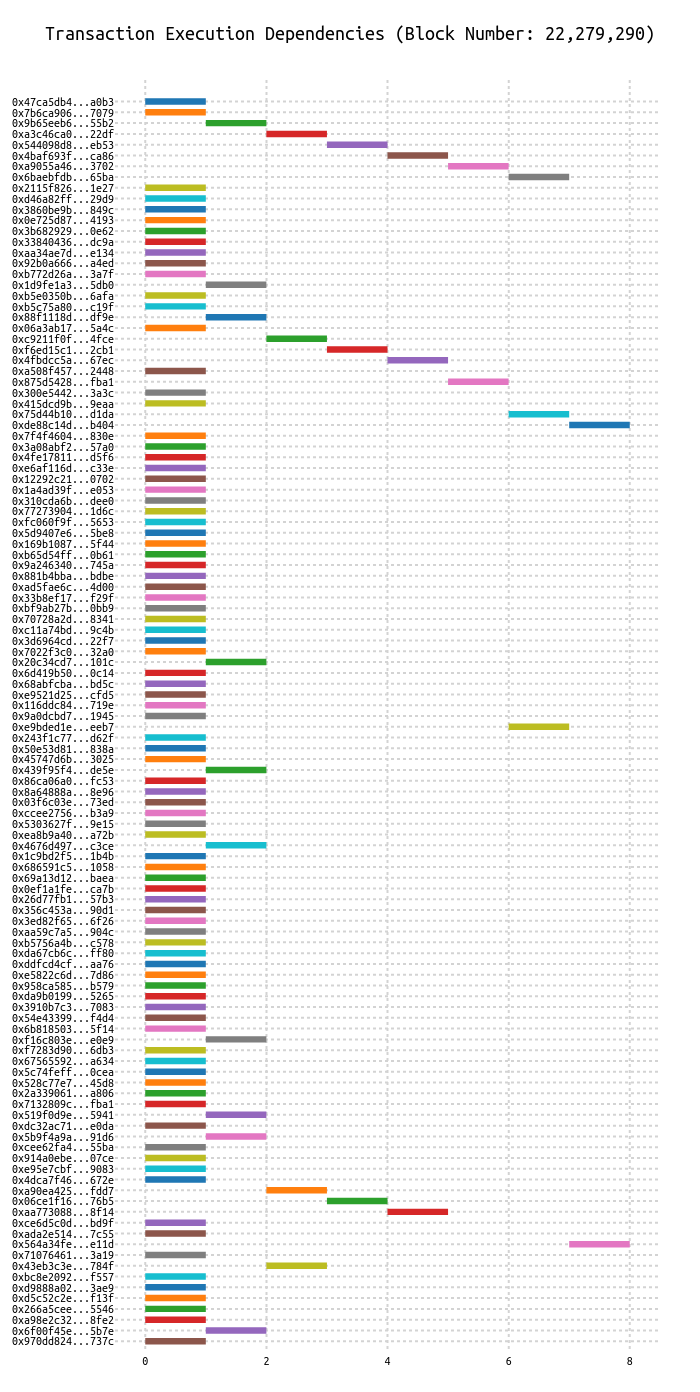 Transaction Execution Dependencies (Block Number: 22,279,290)
0x47ca5db4...a0b3
0x7b6ca906...7079
0x9b65eeb6...55b2
0xa3c46ca0...22df
0x544098d8...eb53
0x4baf693f...ca86
0xa9055a46...3702
0x6baebfdb...65ba
0x2115f826...1e27
0xd46a82ff...29d9
0x3860be9b...849c
0x0e725d87...4193
0x3b682929...0e62
0x33840436...dc9a
0xaa34ae7d...e134
0x92b0a666...a4ed
0xb772d26a...3a7f
0x1d9fe1a3...5db0
0xb5e0350b...6afa
0xb5c75a80...c19f
0x88f1118d...df9e
0x06a3ab17...5a4c
0xc9211f0f...4fce
0xf6ed15c1...2cb1
0x4fbdcc5a...67ec
0xa508f457...2448
0x875d5428...fba1
0x300e5442...3a3c
0x415dcd9b...9eaa
0x75d44b10...d1da
0xde88c14d...b404
0x7f4f4604...830e
0x3a08abf2...57a0
0x4fe17811...d5f6
0xe6af116d...c33e
0x12292c21...0702
0x1a4ad39f...e053
0x310cda6b...dee0
0x77273904...1d6c
0xfc060f9f...5653
0x5d9407e6...5be8
0x169b1087...5f44
0xb65d54ff...0b61
0x9a246340...745a
0x881b4bba...bdbe
0xad5fae6c...4d00
0x33b8ef17...f29f
0xbf9ab27b...0bb9
0x70728a2d...8341
0xc11a74bd...9c4b
0x3d6964cd...22f7
0x7022f3c0...32a0
0x20c34cd7...101c
0x6d419b50...0c14
0x68abfcba...bd5c
0xe9521d25...cfd5
0x116ddc84...719e
0x9a0dcbd7...1945
0xe9bded1e...eeb7
0x243f1c77...d62f
0x50e53d81...838a
0x45747d6b...3025
0x439f95f4...de5e
0x86ca06a0...fc53
0x8a64888a...8e96
0x03f6c03e...73ed
0xccee2756...b3a9
0x5303627f...9e15
0xea8b9a40...a72b
0x4676d497...c3ce
0x1c9bd2f5...1b4b
0x686591c5...1058
0x69a13d12...baea
0x0ef1a1fe...ca7b
0x26d77fb1...57b3
0x356c453a...90d1
0x3ed82f65...6f26
0xaa59c7a5...904c
0xb5756a4b...c578
0xda67cb6c...ff80
0xddfcd4cf...aa76
0xe5822c6d...7d86
0x958ca585...b579
0xda9b0199...5265
0x3910b7c3...7083
0x54e43399...f4d4
0x6b818503...5f14
0xf16c803e...e0e9
0xf7283d90...6db3
0x67565592...a634
0x5c74feff...0cea
0x528c77e7...45d8
0x2a339061...a806
0x7132809c...fba1
0x519f0d9e...5941
0xdc32ac71...e0da
0x5b9f4a9a...91d6
0xcee62fa4...55ba
0x914a0ebe...07ce
0xe95e7cbf...9083
0x4dca7f46...672e
0xa90ea425...fdd7
0x06ce1f16...76b5
0xaa773088...8f14
0xce6d5c0d...bd9f
0xada2e514...7c55
0x564a34fe...e11d
0x71076461...3a19
0x43eb3c3e...784f
0xbc8e2092...f557
0xd9888a02...3ae9
0xd5c52c2e...f13f
0x266a5cee...5546
0xa98e2c32...8fe2
0x6f00f45e...5b7e
0x970dd824...737c
0 2 4 6 8